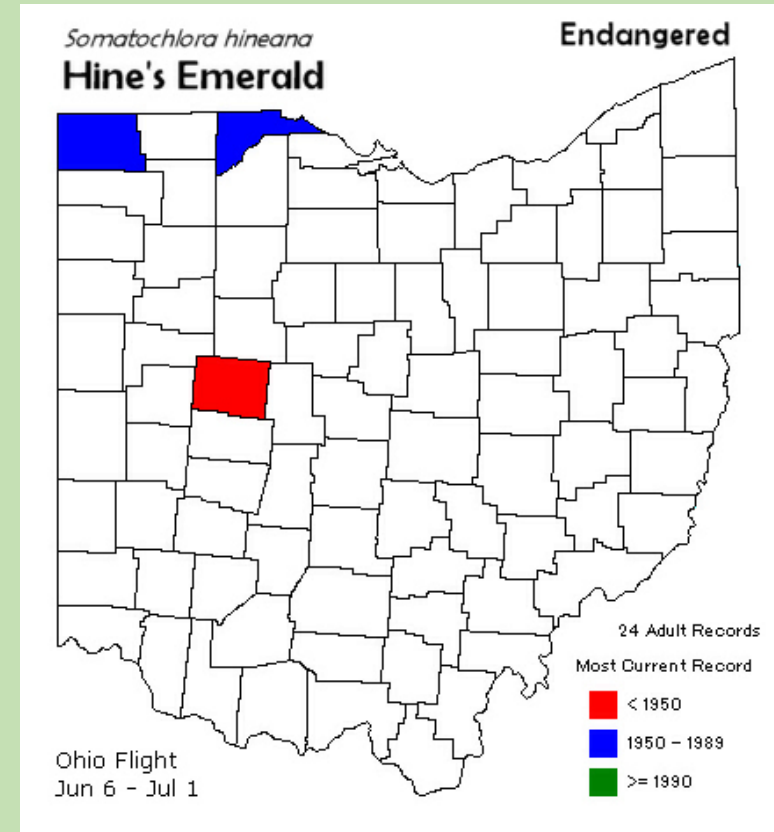 Somatochlora hineana
Endangered
Hine's Emerald
24 Adult Records
Most Current Record
< 1950
1950 - 1989
>= 1990
Ohio Flight
Jun 6 - Jul 1